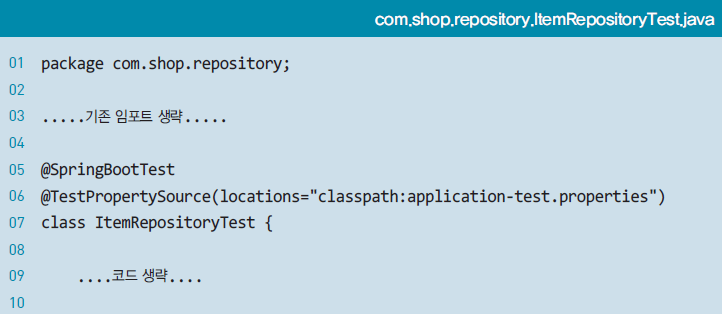 com.shop.repository.ItemRepositoryTest.java
01 package com.shop.repository;
02
03 .....기존 임포트 생략.....
04
05 @SpringBootTest
06 @TestPropertySource(locations="classpath:application-test.properties")
07 class ItemRepositoryTest {
08
09 ....코드 생략....
10